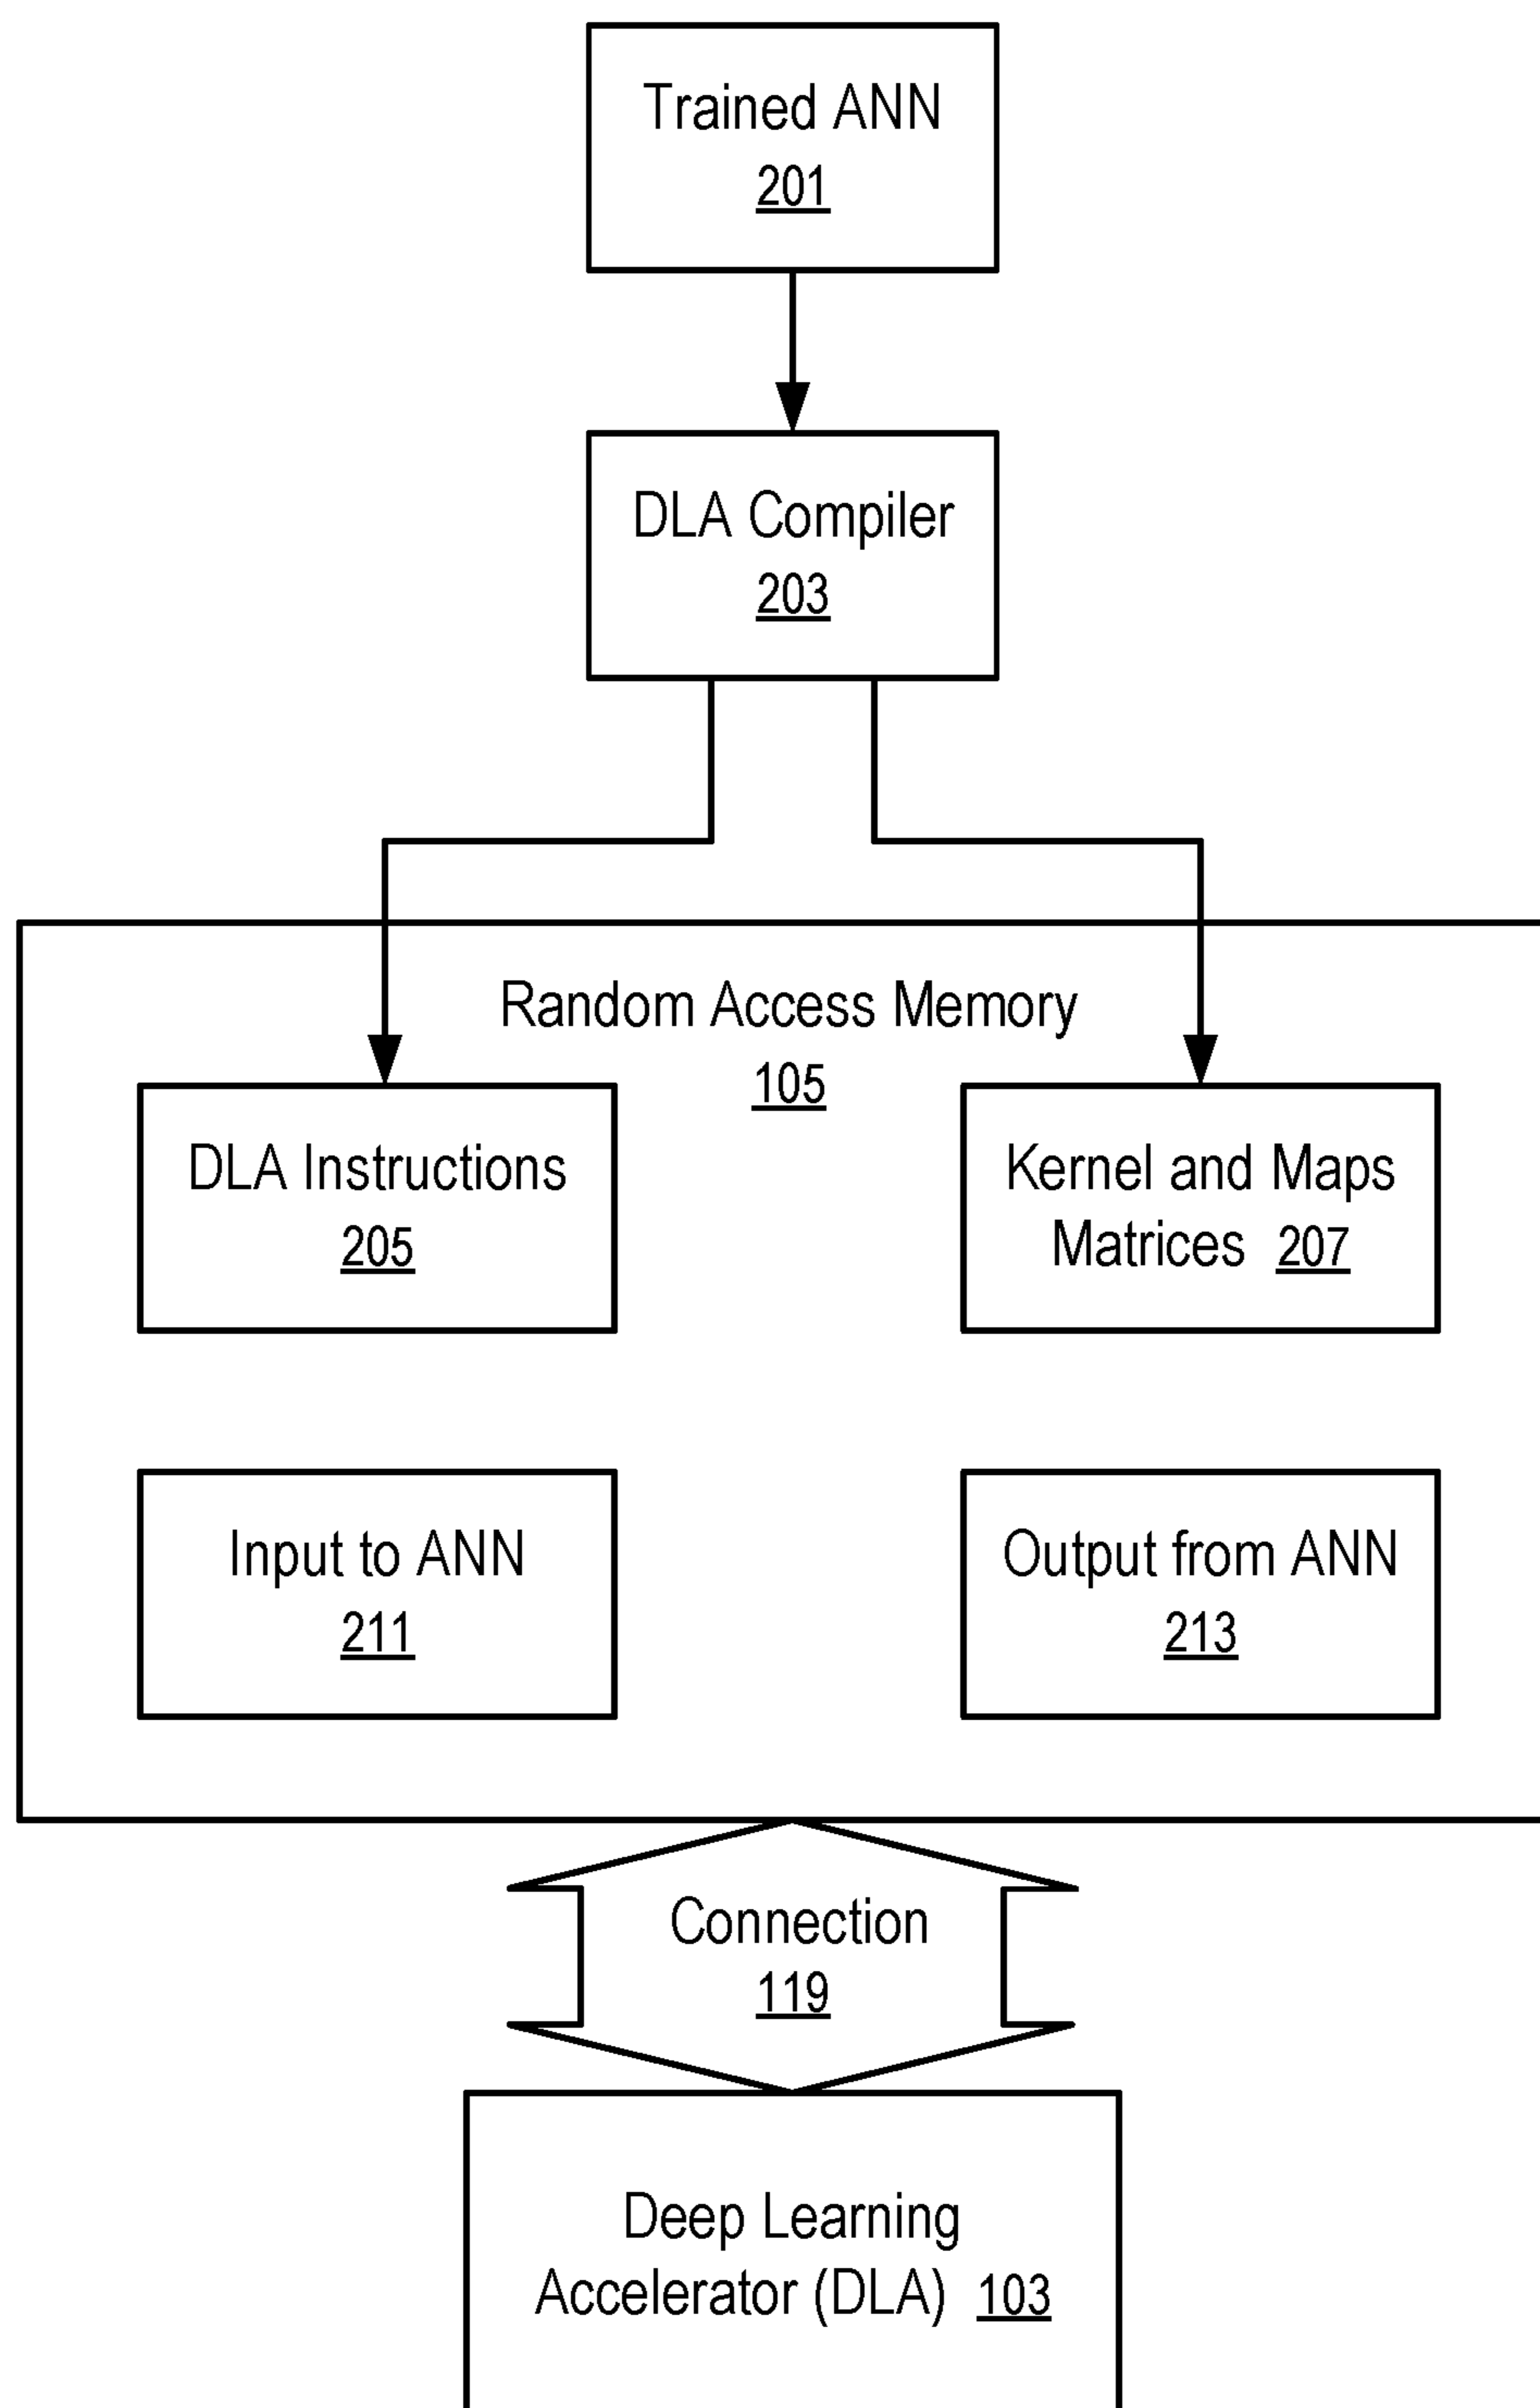 Trained ANN
201
DLA Compiler
203
Random Access Memory
105
DLA Instructions
205
Kernel and Maps
Matrices 207
Input to ANN
211
Output from ANN
213
Connection
119
Deep Learning
Accelerator (DLA) 103